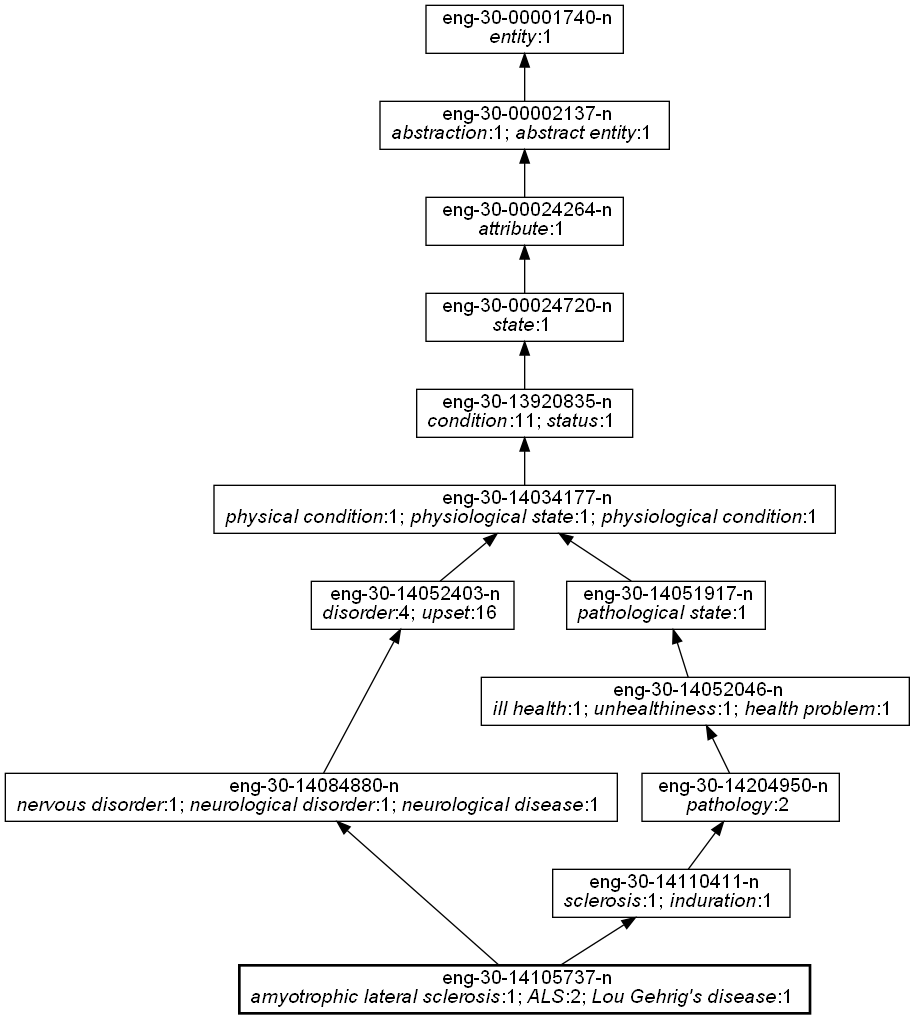 eng-30-00001740-n
entity:1
eng-30-00002137-n
abstraction:1; abstract entity:1
eng-30-00024264-n
attribute:1
eng-30-00024720-n
state:1
eng-30-13920835-n
condition:11; status:1
eng-30-14034177-n
physical condition:1; physiological state:1; physiological condition:1
eng-30-14052403-n
disorder:4; upset:16
eng-30-14051917-n
pathological state:1
eng-30-14052046-n
ill health:1; unhealthiness:1; health problem:1
eng-30-14084880-n
nervous disorder:1; neurological disorder:1; neurological disease:1
eng-30-14204950-n
pathology:2
eng-30-14110411-n
sclerosis:1; induration:1
eng-30-14105737-n
amyotrophic lateral sclerosis:1; ALS:2; Lou Gehrig's disease:1